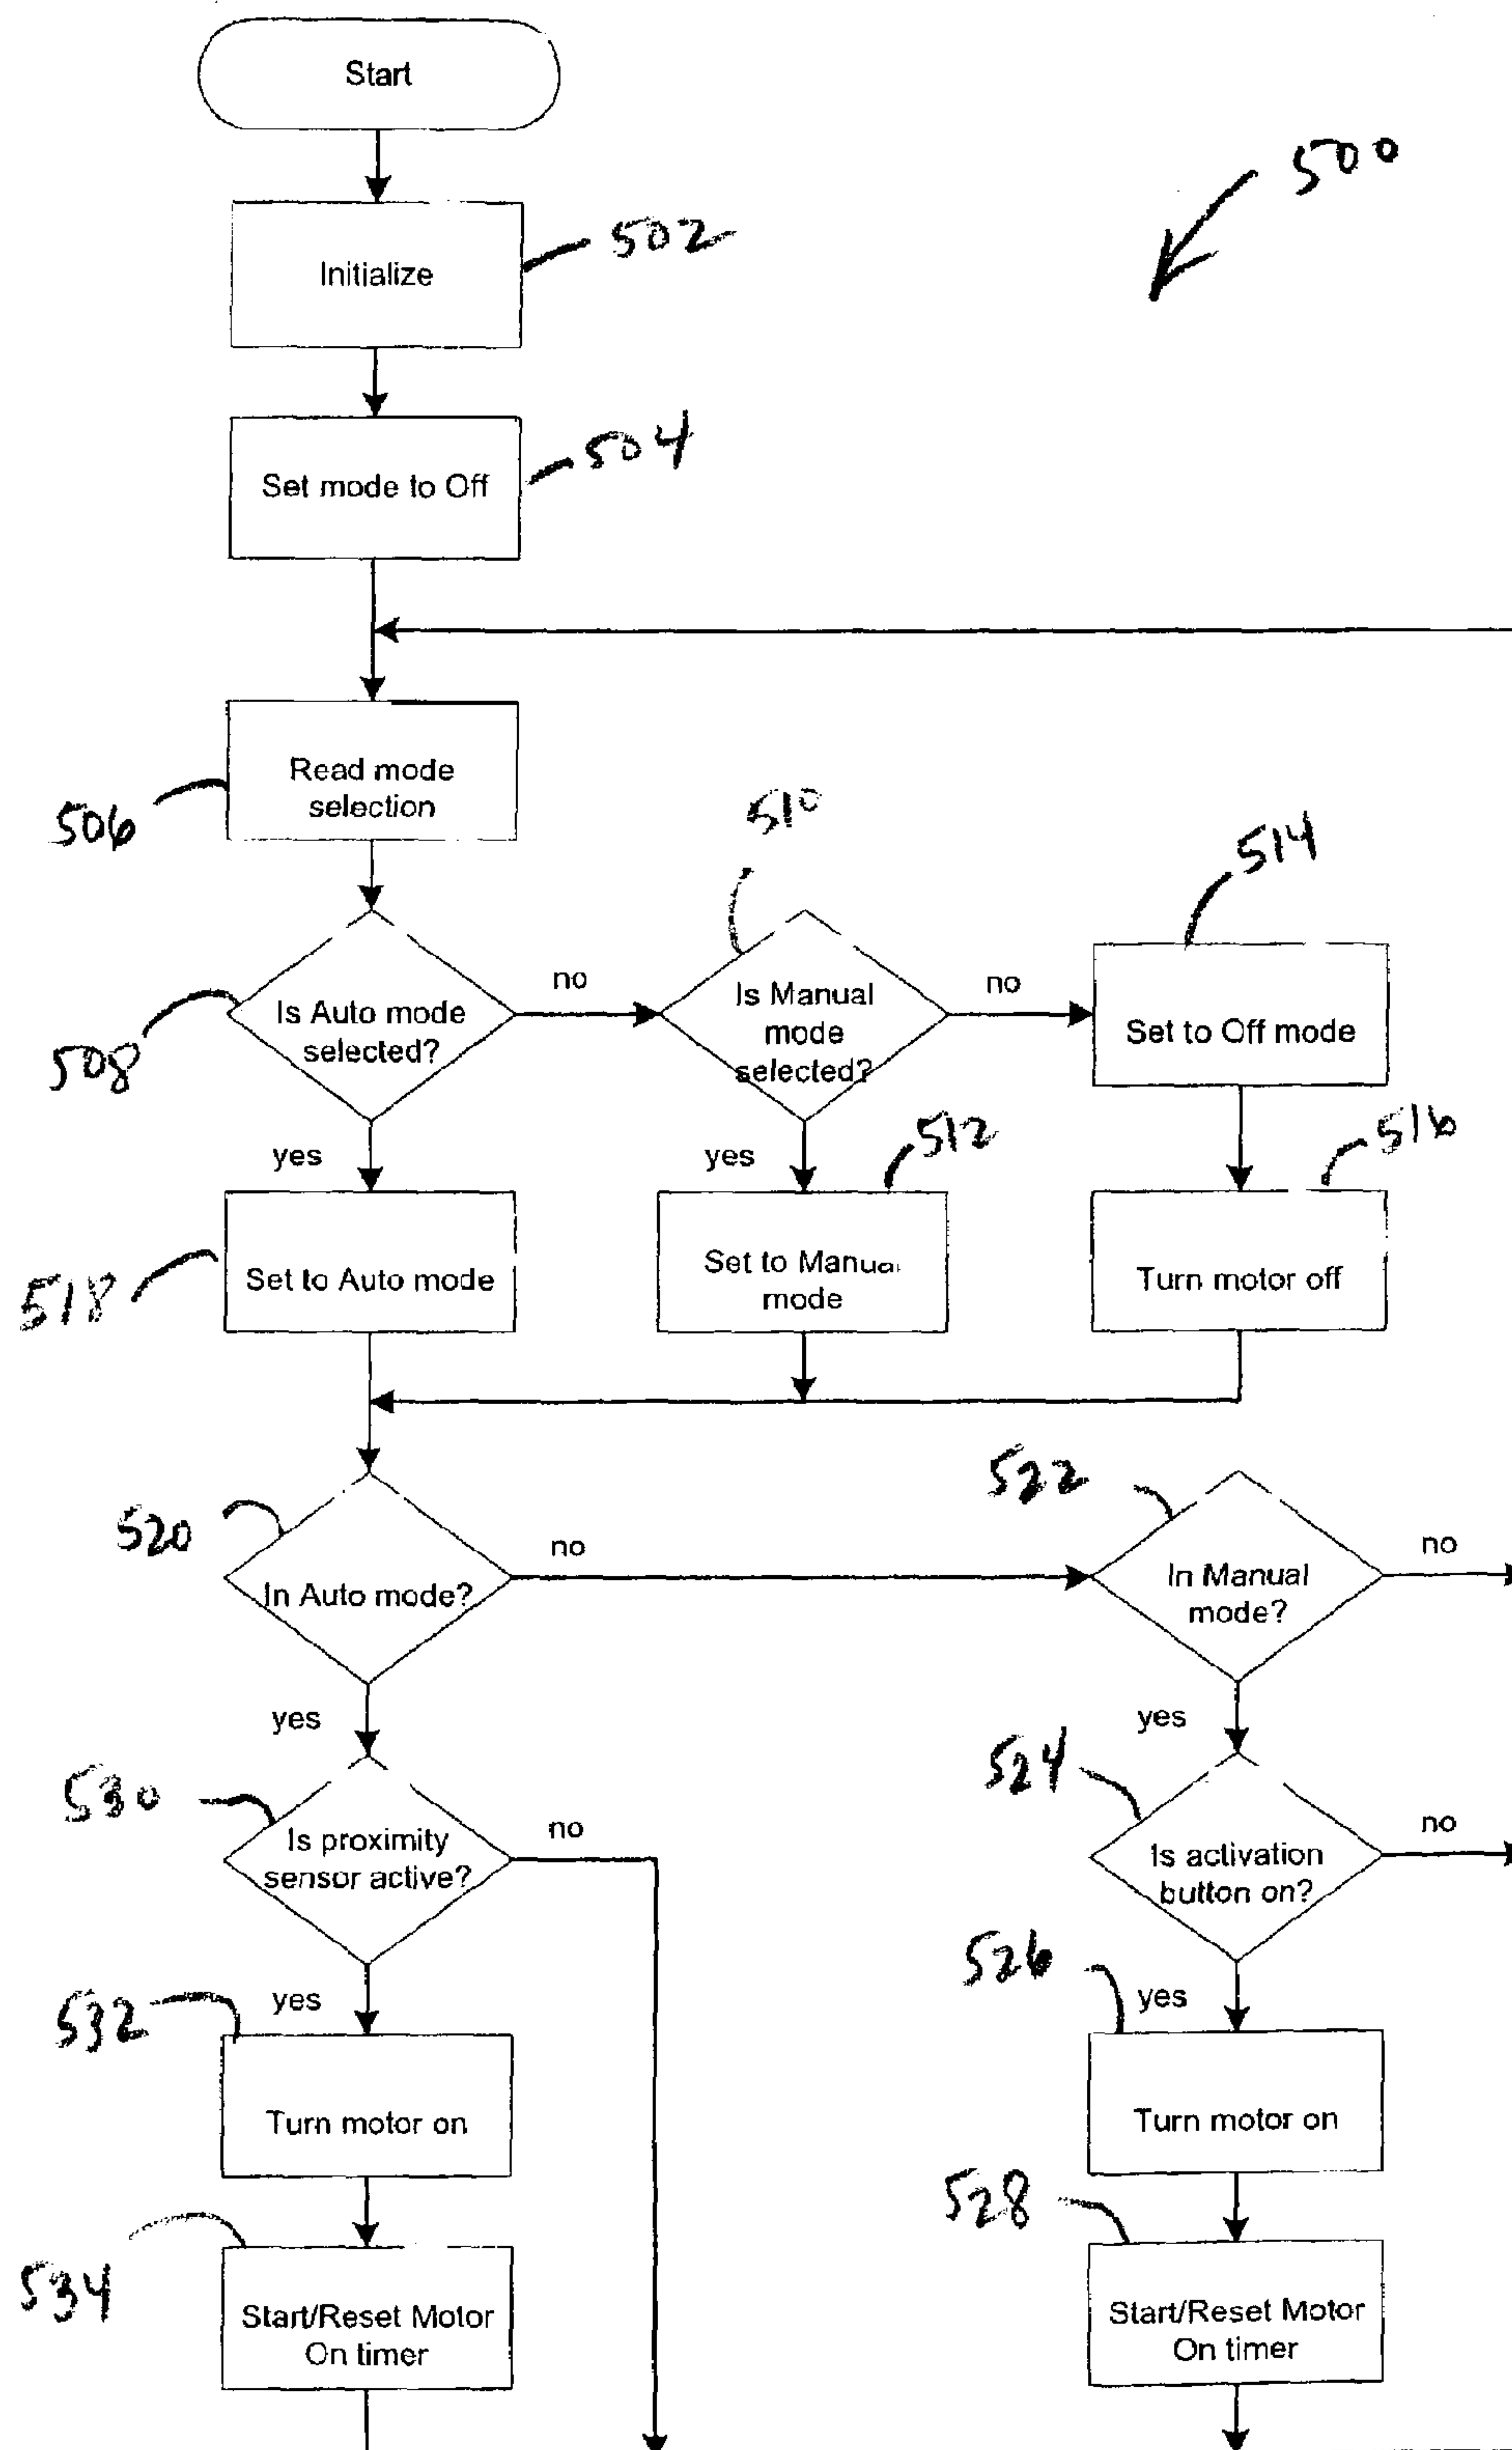 Start
500
Initialize
502
Set mode to Off
504
Read mode
selection
506
510
514
Is Auto mode
selected?
508
no
Is Manual
mode
selected?
no
Set to Off mode
yes
yes
512
516
518
Set to Auto mode
Set to Manual
mode
Turn motor off
520
522
In Auto mode?
no
In Manual
mode?
no
yes
yes
530
524
Is proximity
sensor active?
no
Is activation
button on?
no
532
yes
526
yes
Turn motor on
Turn motor on
534
528
Start/Reset Motor
On timer
Start/Reset Motor
On timer